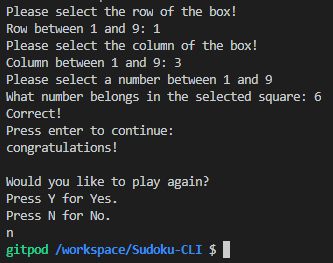 Please select the row of the box!
Row between 1 and 9: 1
Please select the column of the box!
Column between 1 and 9: 3
Please select a number between 1 and 9
What number belongs in the selected square: 6
Correct!
Press enter to continue:
congratulations!
Would you like to play again?
Press Y for Yes.
Press N for No.
n
gitpod /workspace/Sudoku-CLI $